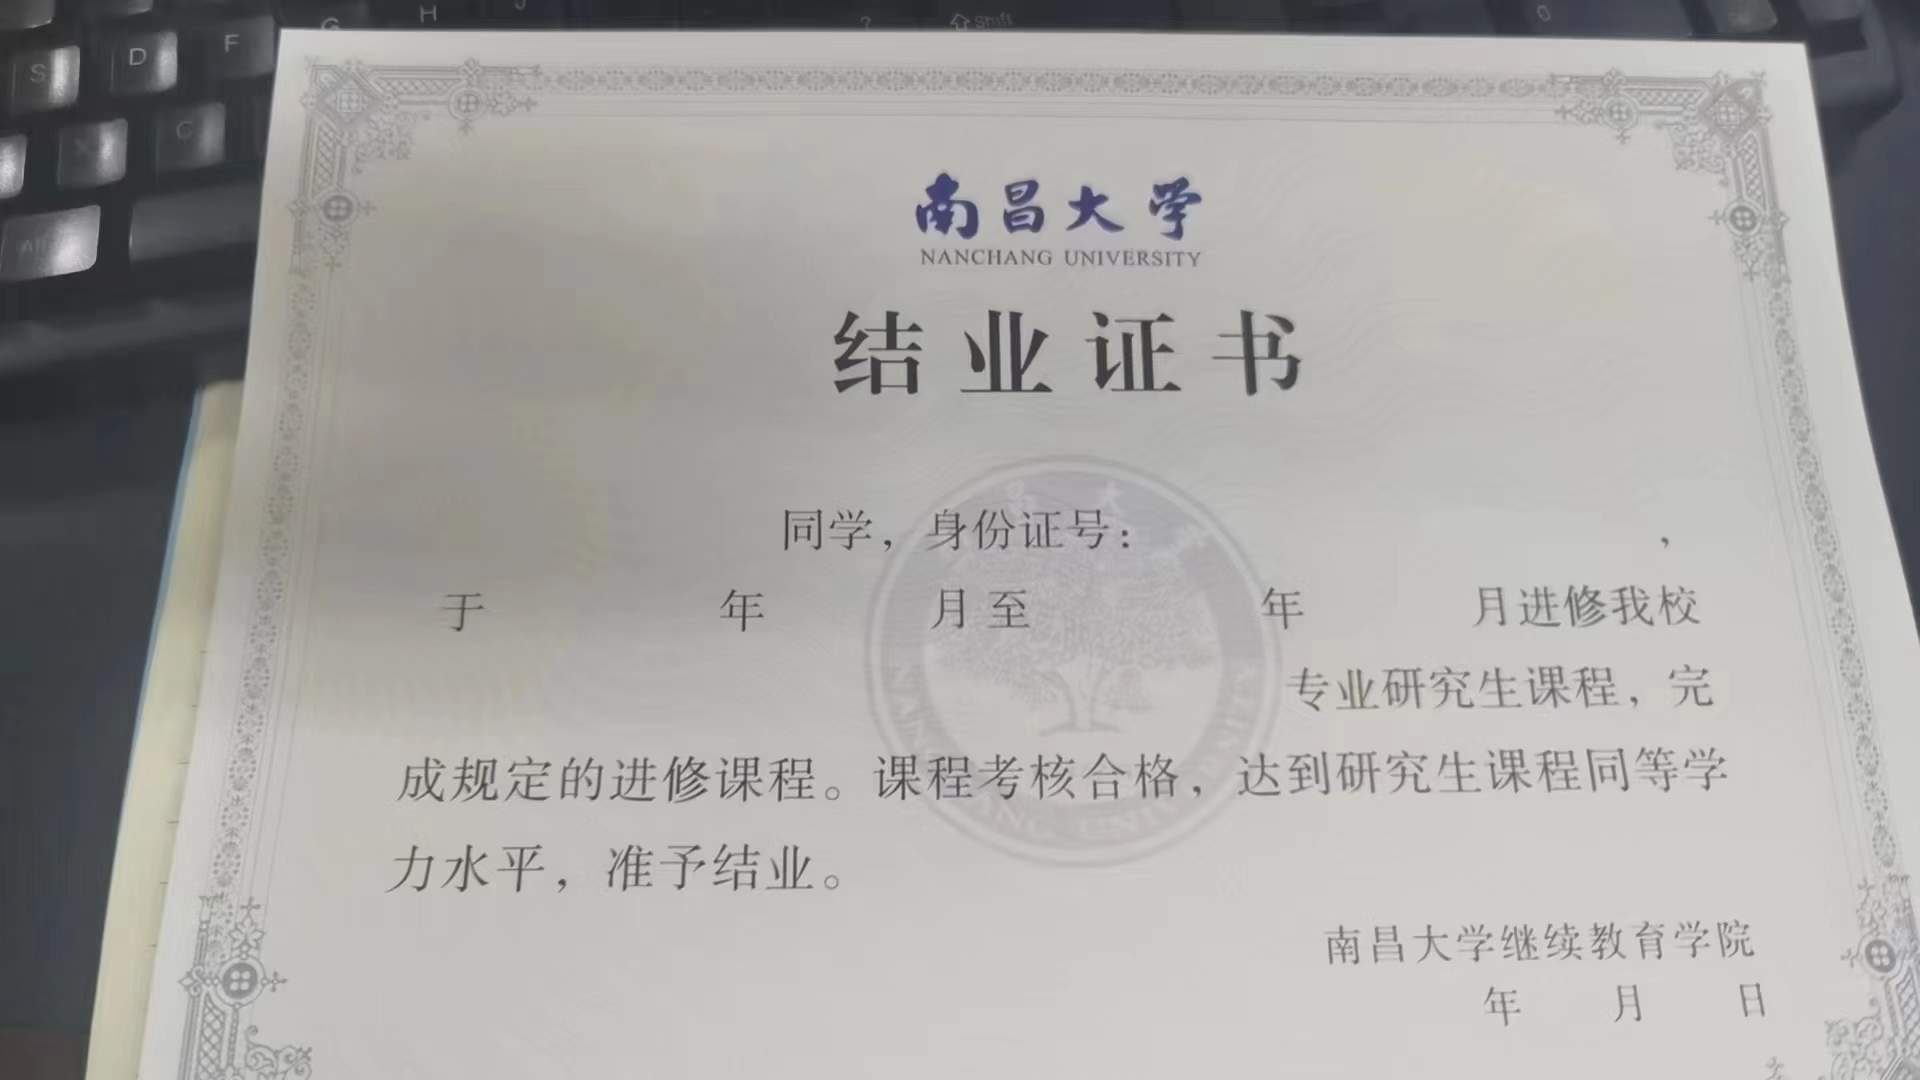 S D F G H J ? Shift 0
X C
Alt
南昌大学
NANCHANG UNIVERSITY
结业证书
同学，身份证号：，
于 年 月至 年 月进修我校
专业研究生课程，完
成规定的进修课程。课程考核合格，达到研究生课程同等学
力水平，准予结业。
南昌大学继续教育学院
年 月 日